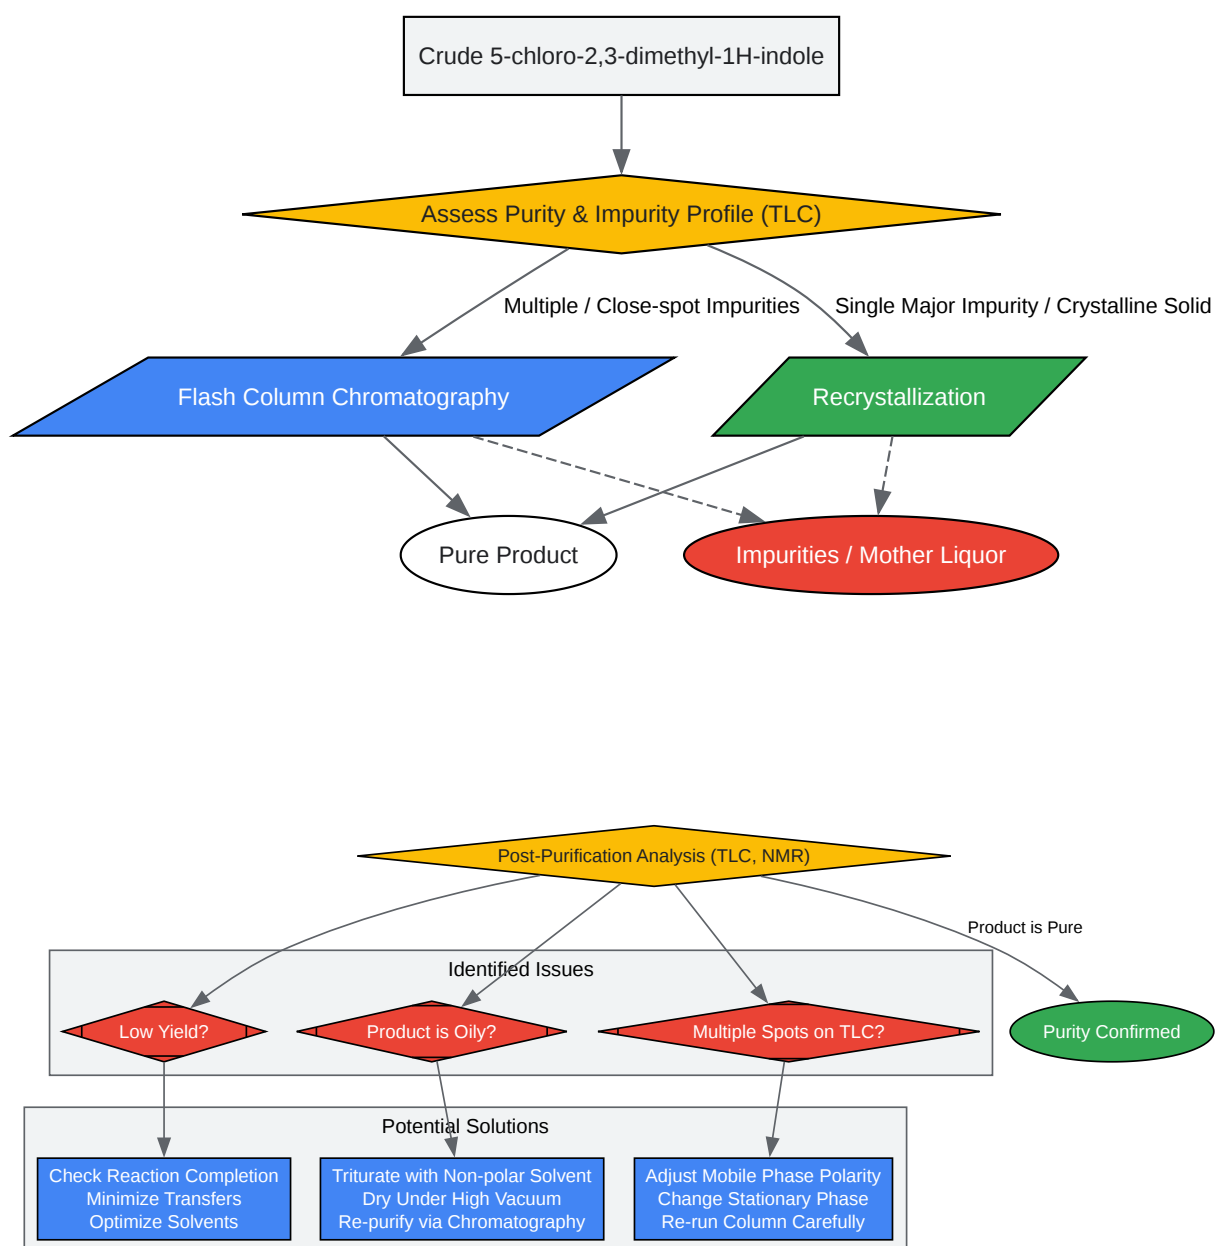 Crude 5-chloro-2,3-dimethyl-1H-indole
Assess Purity & Impurity Profile (TLC)
Multiple / Close-spot Impurities
Single Major Impurity / Crystalline Solid
Flash Column Chromatography
Recrystallization
Pure Product
Impurities / Mother Liquor
Post-Purification Analysis (TLC, NMR)
Product is Pure
Identified Issues
Low Yield?
Product is Oily?
Multiple Spots on TLC?
Purity Confirmed
Potential Solutions
Check Reaction Completion
Minimize Transfers
Optimize Solvents
Triturate with Non-polar Solvent
Dry Under High Vacuum
Re-purify via Chromatography
Adjust Mobile Phase Polarity
Change Stationary Phase
Re-run Column Carefully